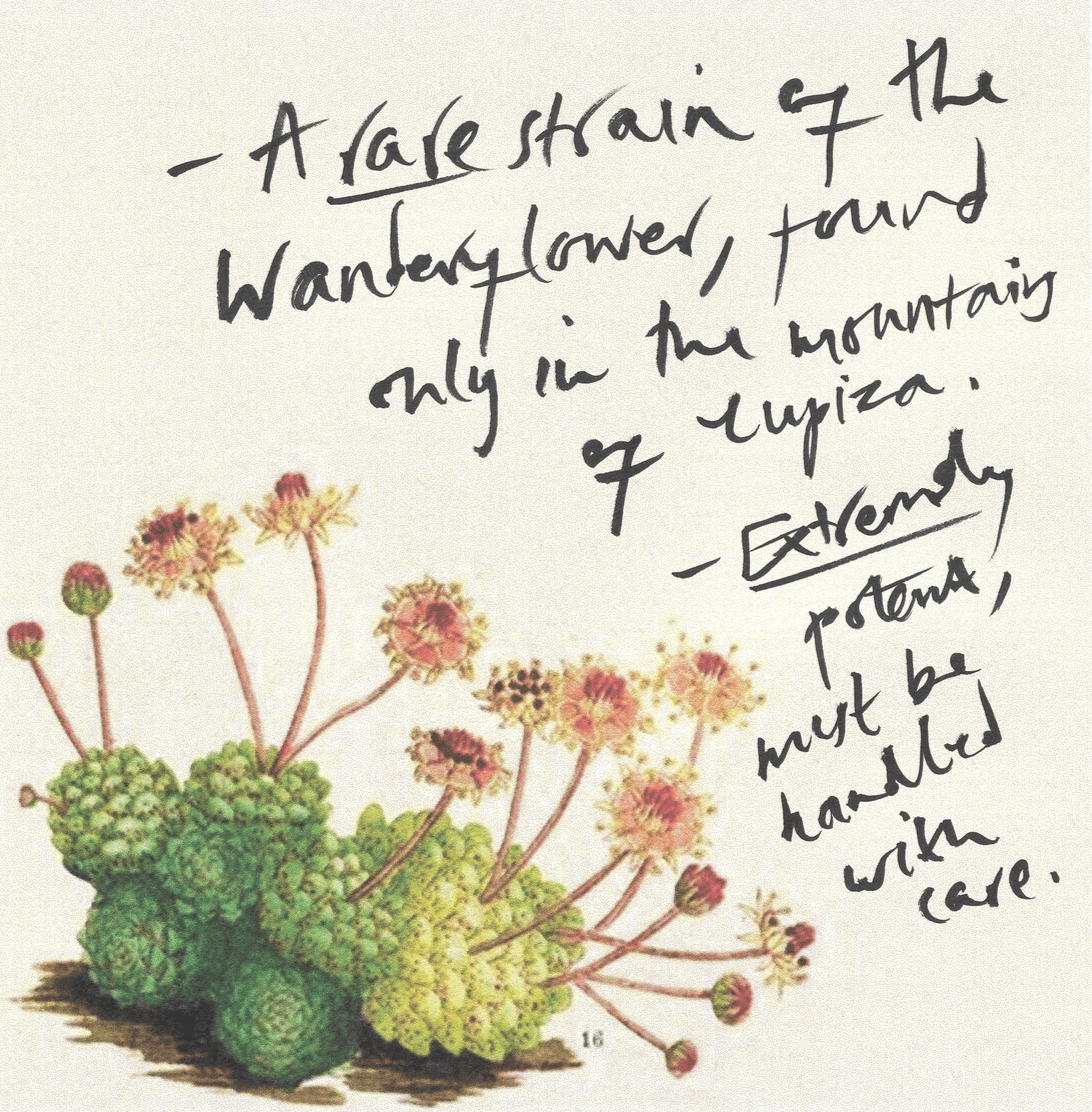 - A rare strain of the
Wanderflower, found
only in the mountains
of Eupiza.
- Extremely
potent,
must be
handled
with
care.
16